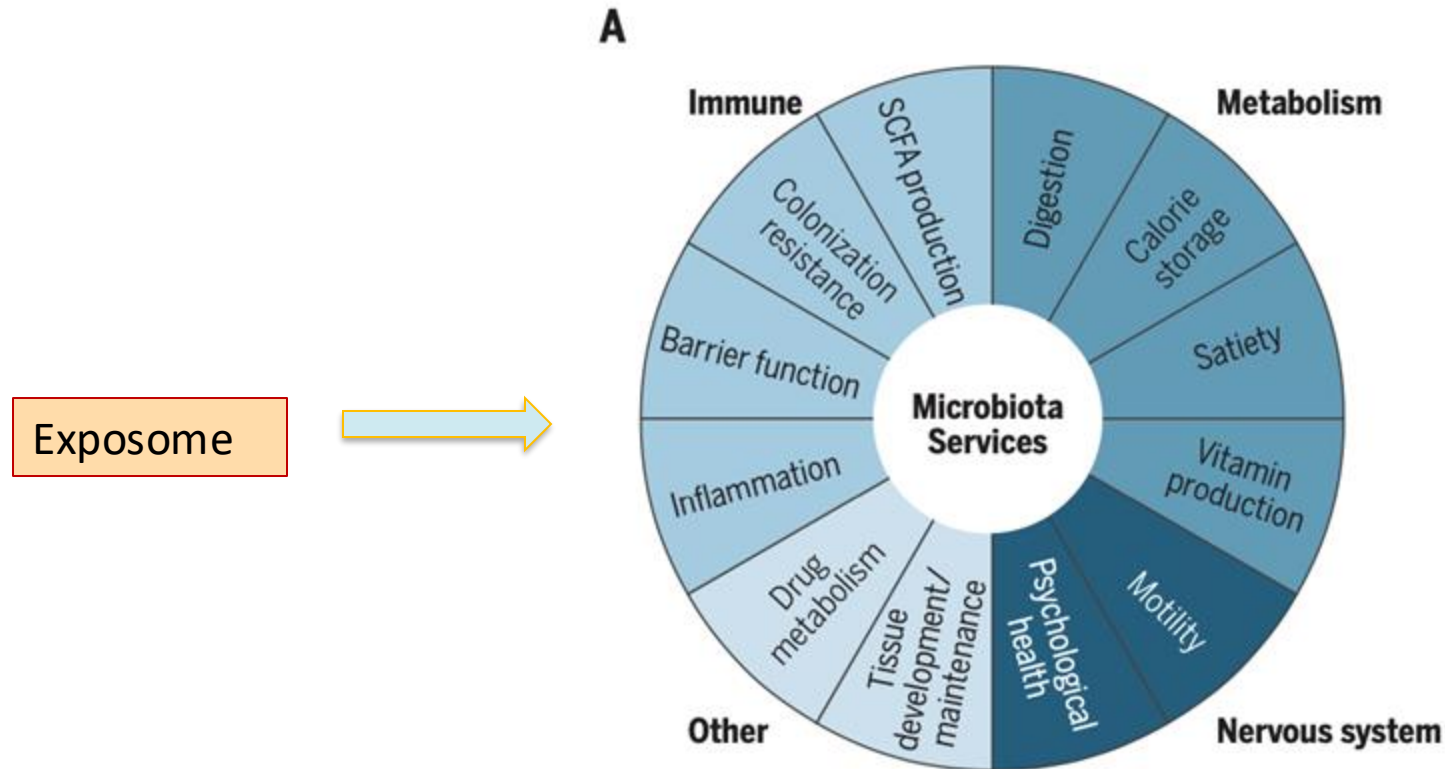 A
Immune
Metabolism
SCFA production
Digestion
Colonization
resistance
Calorie
storage
Barrier function
Satiety
Exposome
Microbiota
Services
Inflammation
Vitamin
production
Drug
metabolism
Tissue
development/
maintenance
Psychological
health
Motility
Other
Nervous system